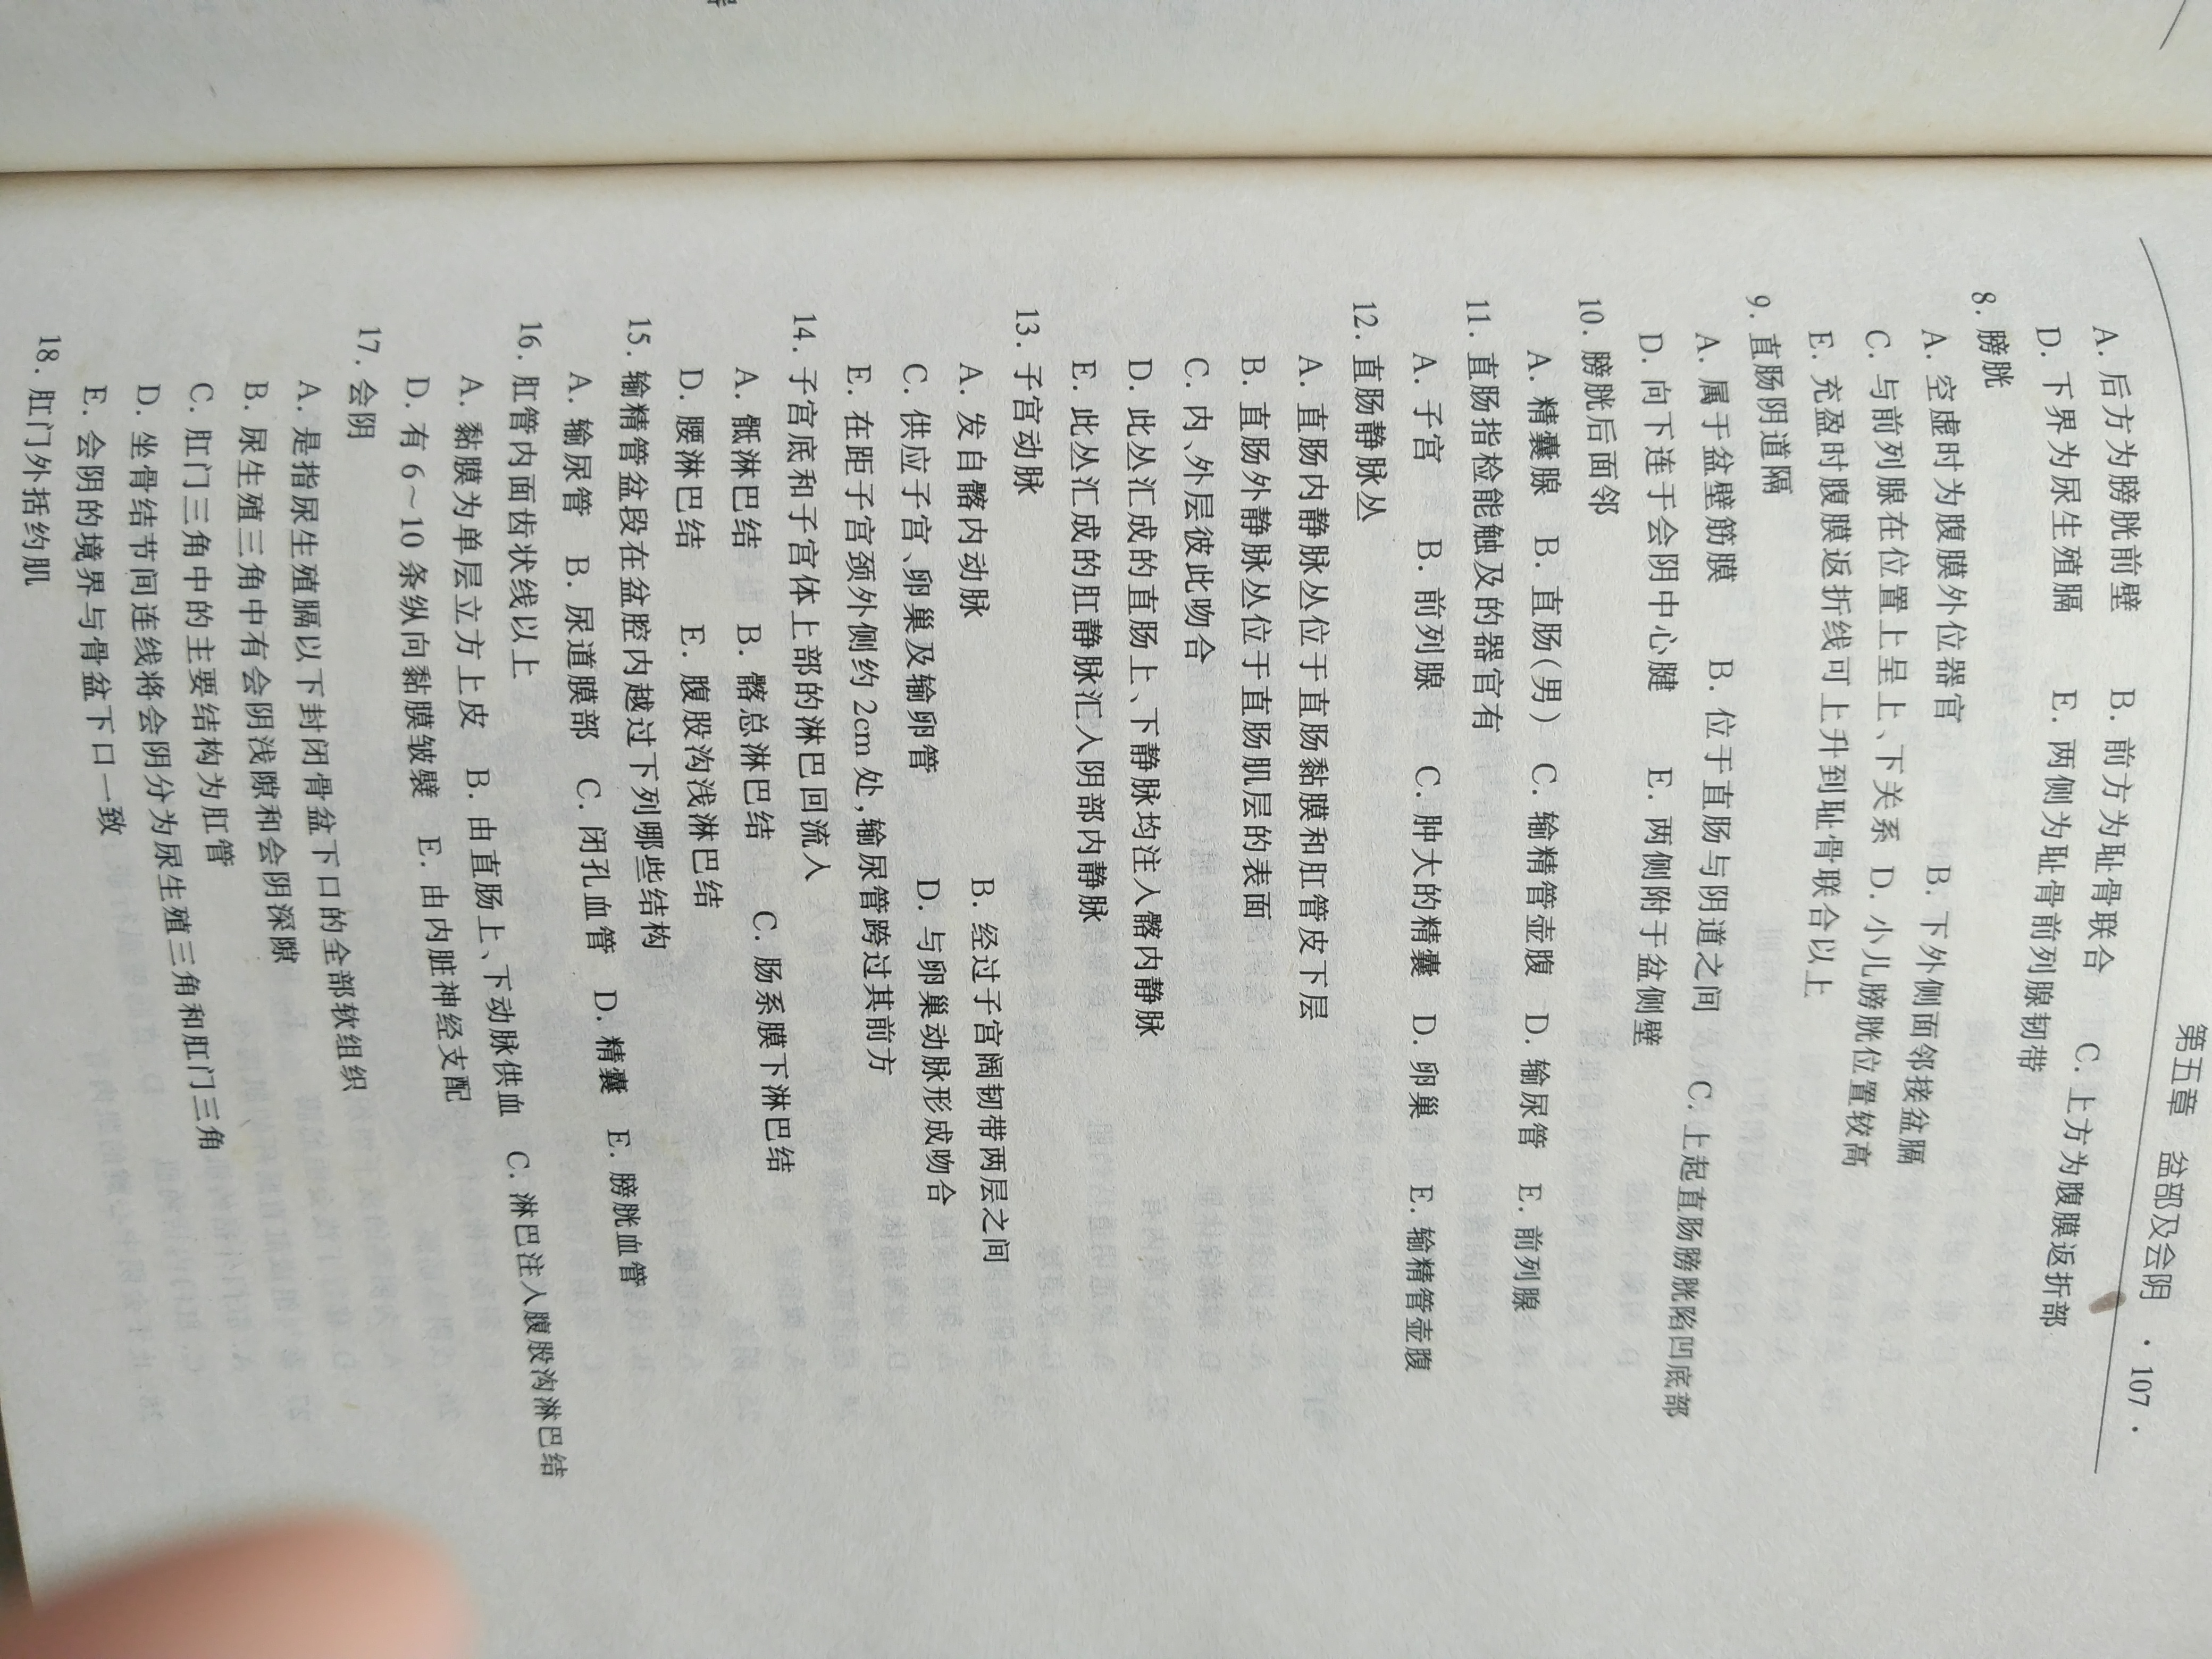 第五章 盆部及会阴 · 107 ·
A. 后方为膀胱前壁 B. 前方为耻骨联合 C. 上方为腹膜返折部
D. 下界为尿生殖膈 E. 两侧为耻骨前列腺韧带
8. 膀胱
A. 空虚时为腹膜外位器官 B. 下外侧面邻接盆膈
C. 与前列腺在位置上呈上、下关系 D. 小儿膀胱位置较高
E. 充盈时腹膜返折线可上升到耻骨联合以上
9. 直肠阴道隔
A. 属于盆壁筋膜 B. 位于直肠与阴道之间 C. 上起直肠膀胱陷凹底部
D. 向下连于会阴中心腱 E. 两侧附于盆侧壁
10. 膀胱后面邻
A. 精囊腺 B. 直肠(男) C. 输精管壶腹 D. 输尿管 E. 前列腺
11. 直肠指检能触及的器官有
A. 子宫 B. 前列腺 C. 肿大的精囊 D. 卵巢 E. 输精管壶腹
12. 直肠静脉丛
A. 直肠内静脉丛位于直肠黏膜和肛管皮下层
B. 直肠外静脉丛位于直肠肌层的表面
C. 内、外层彼此吻合
D. 此丛汇成的直肠上、下静脉均注入髂内静脉
E. 此丛汇成的肛静脉汇入阴部内静脉
13. 子宫动脉
A. 发自髂内动脉 B. 经过子宫阔韧带两层之间
C. 供应子宫、卵巢及输卵管 D. 与卵巢动脉形成吻合
E. 在距子宫颈外侧约 2cm 处,输尿管跨过其前方
14. 子宫底和子宫体上部的淋巴回流入
A. 骶淋巴结 B. 髂总淋巴结 C. 肠系膜下淋巴结
D. 腰淋巴结 E. 腹股沟浅淋巴结
15. 输精管盆段在盆腔内越过下列哪些结构
A. 输尿管 B. 尿道膜部 C. 闭孔血管 D. 精囊 E. 膀胱血管
16. 肛管内面齿状线以上
A. 黏膜为单层立方上皮 B. 由直肠上、下动脉供血 C. 淋巴注入腹股沟淋巴结
D. 有 6～10 条纵向黏膜皱襞 E. 由内脏神经支配
17. 会阴
A. 是指尿生殖膈以下封闭骨盆下口的全部软组织
B. 尿生殖三角中有会阴浅隙和会阴深隙
C. 肛门三角中的主要结构为肛管
D. 坐骨结节间连线将会阴分为尿生殖三角和肛门三角
E. 会阴的境界与骨盆下口一致
18. 肛门外括约肌